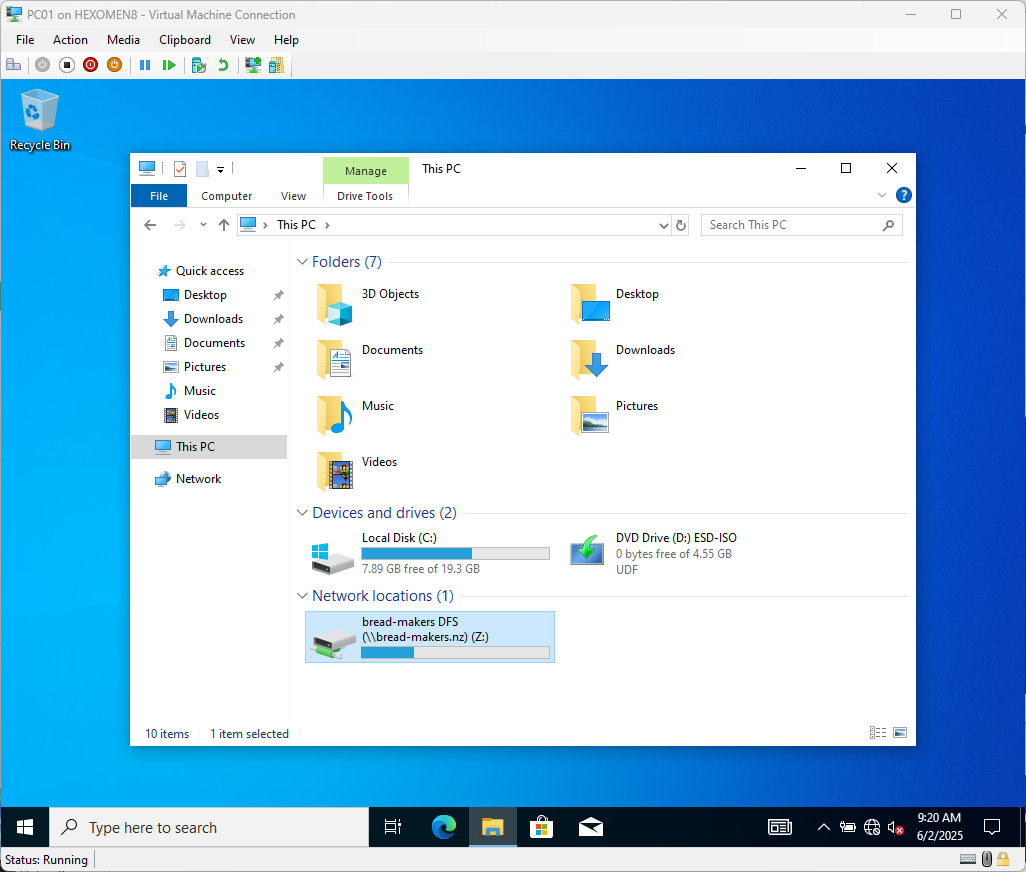 PC01 on HEXOMEN8 - Virtual Machine Connection
File Action Media Clipboard View Help
Recycle Bin
Manage
This PC
File Computer View Drive Tools
This PC
Search This PC
Quick access
Desktop
Downloads
Documents
Pictures
Music
Videos
This PC
Network
Folders (7)
3D Objects
Desktop
Documents
Downloads
Music
Pictures
Videos
Devices and drives (2)
Local Disk (C:)
7.89 GB free of 19.3 GB
DVD Drive (D:) ESD-ISO
0 bytes free of 4.55 GB
UDF
Network locations (1)
bread-makers DFS
(\\bread-makers.nz) (Z:)
10 items 1 item selected
Type here to search
9:20 AM
6/2/2025
Status: Running